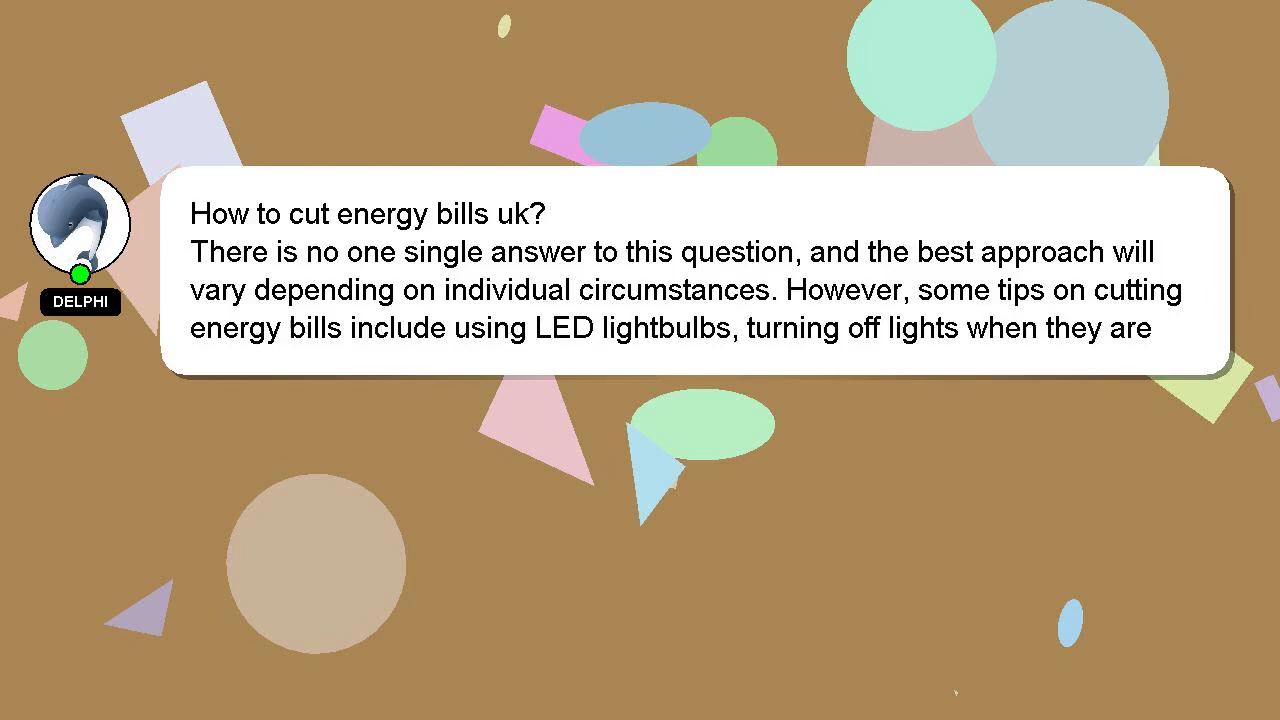 How to cut energy bills uk?
There is no one single answer to this question, and the best approach will
vary depending on individual circumstances. However, some tips on cutting
energy bills include using LED lightbulbs, turning off lights when they are
DELPHI